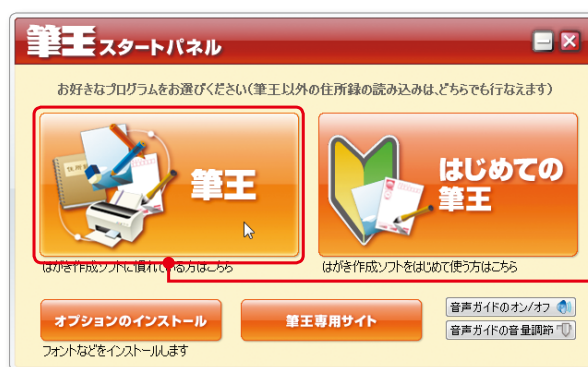 筆王スタートパネル
お好きなプログラムをお選びください(筆王以外の住所録の読み込みは、どちらでも行なえます)
筆王
はじめての
筆王
はがき作成ソフトに慣れている方はこちら
はがき作成ソフトをはじめて使う方はこちら
オプションのインストール
筆王専用サイト
音声ガイドのオン/オフ
音声ガイドの音量調節
フォントなどをインストールします